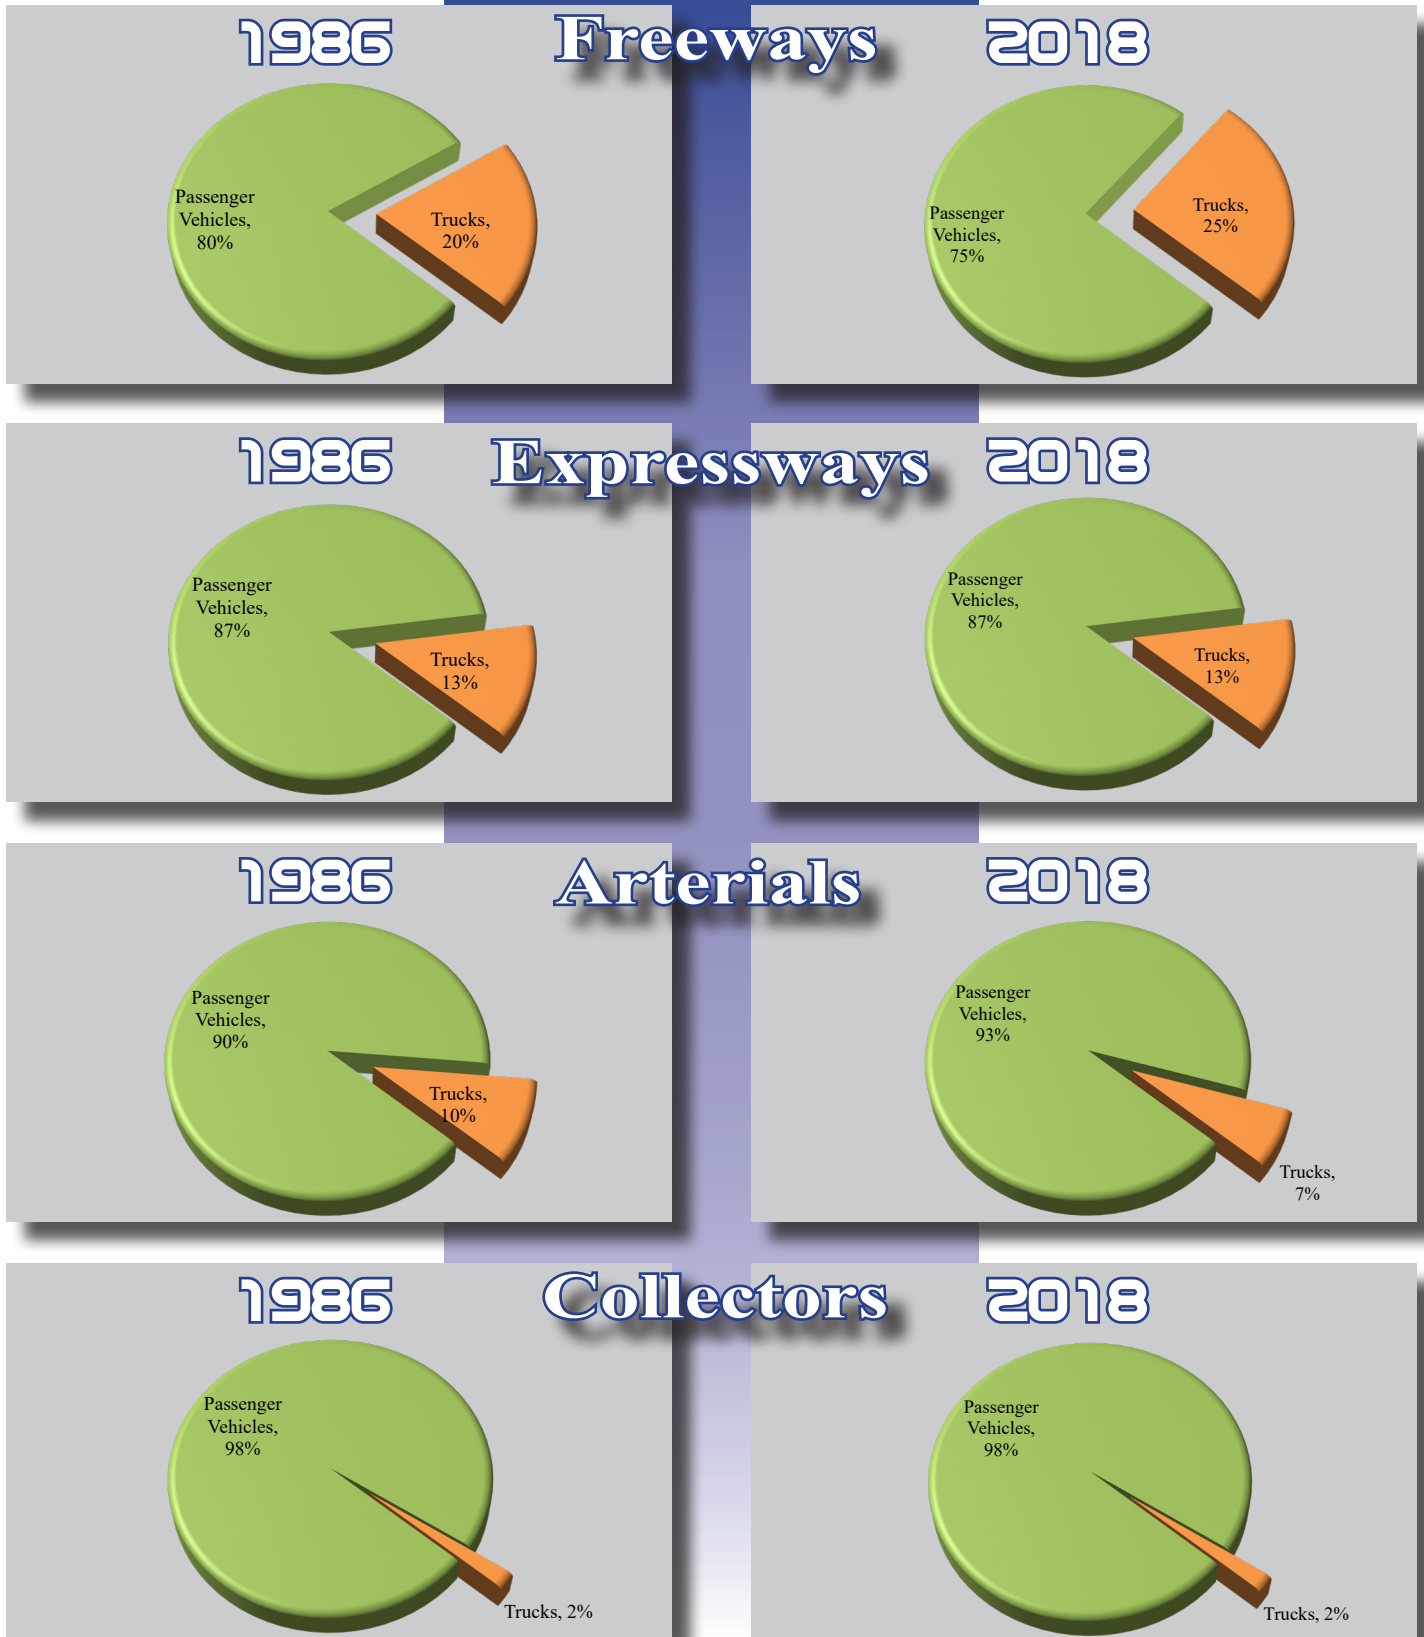 1986
Freeways
2018
Passenger
Vehicles,
80%
Trucks,
20%
Passenger
Vehicles,
75%
Trucks,
25%
1986
Expressways
2018
Passenger
Vehicles,
87%
Trucks,
13%
Passenger
Vehicles,
87%
Trucks,
13%
1986
Arterials
2018
Passenger
Vehicles,
90%
Trucks,
10%
Passenger
Vehicles,
93%
Trucks,
7%
1986
Collectors
2018
Passenger
Vehicles,
98%
Trucks, 2%
Passenger
Vehicles,
98%
Trucks, 2%